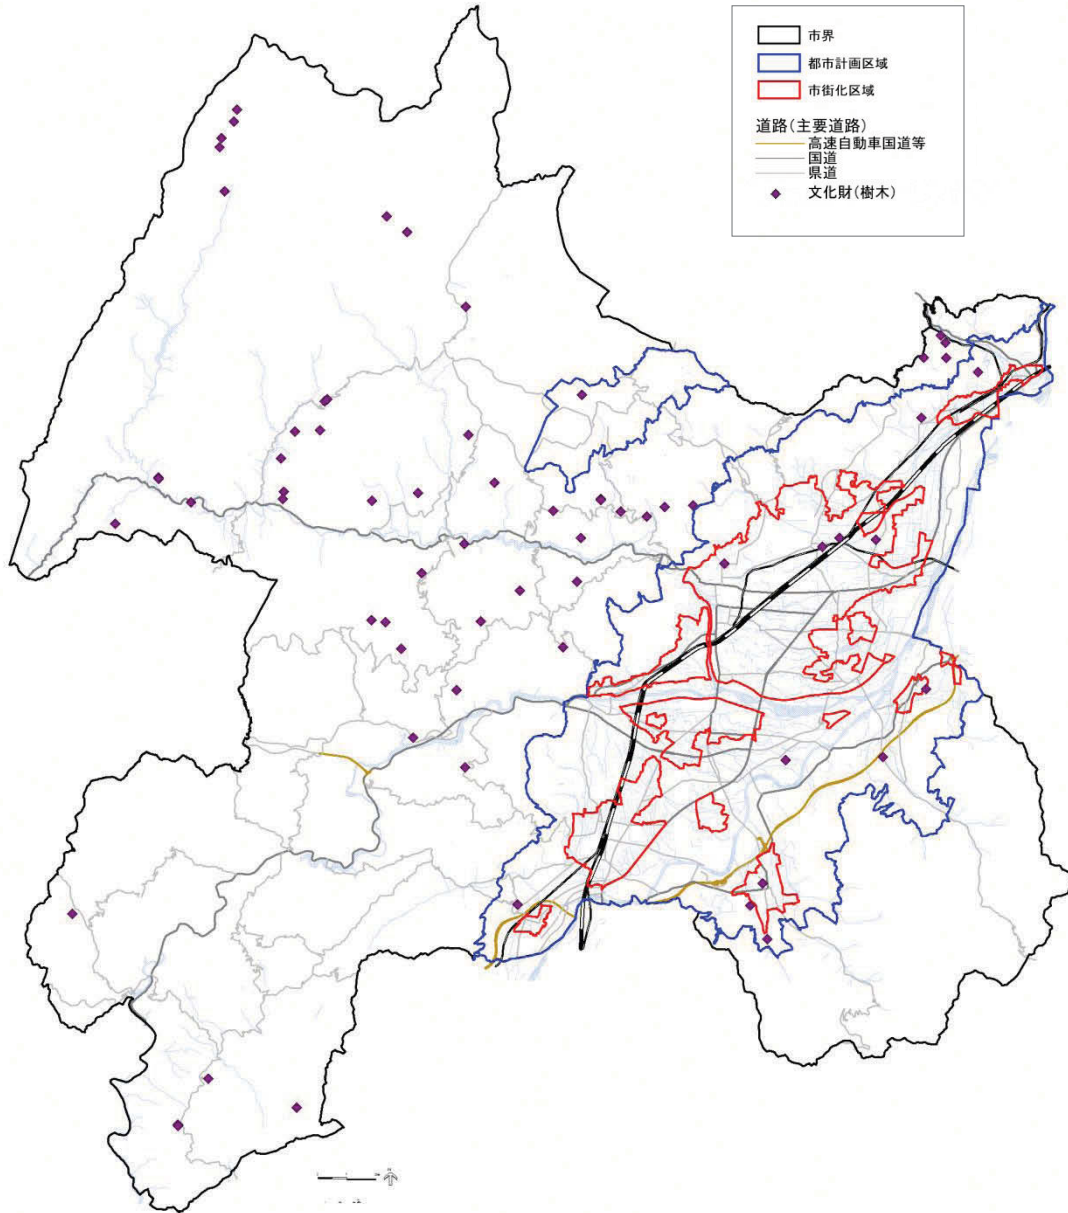 市界
都市計画区域
市街化区域
道路(主要道路)
高速自動車国道等
国道
県道
文化財(樹木)